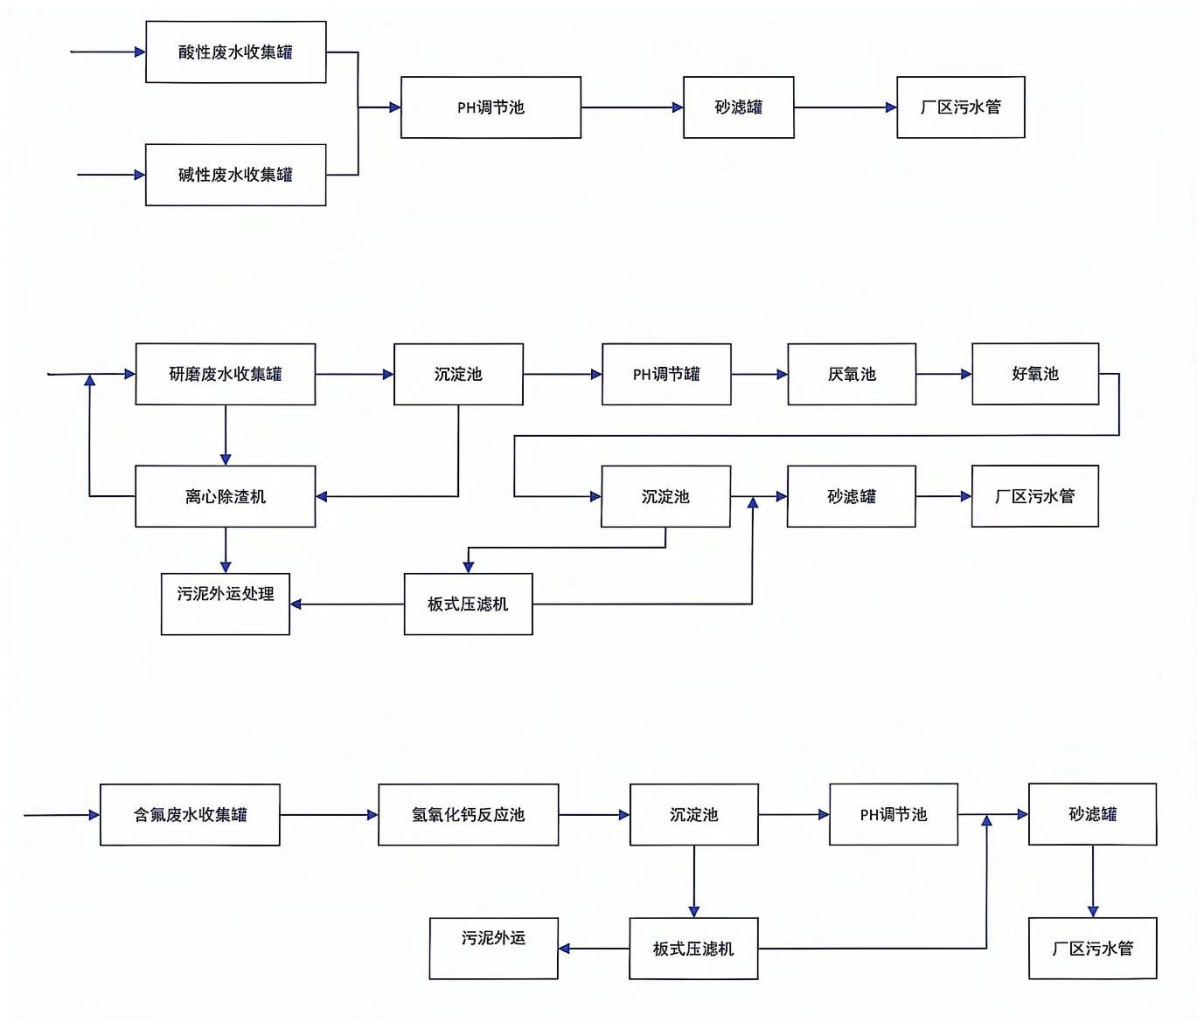 酸性废水收集罐
PH调节池
砂滤罐
厂区污水管
碱性废水收集罐
研磨废水收集罐
沉淀池
PH调节罐
厌氧池
好氧池
离心除渣机
沉淀池
砂滤罐
厂区污水管
污泥外运处理
板式压滤机
含氟废水收集罐
氢氧化钙反应池
沉淀池
PH调节池
砂滤罐
污泥外运
板式压滤机
厂区污水管